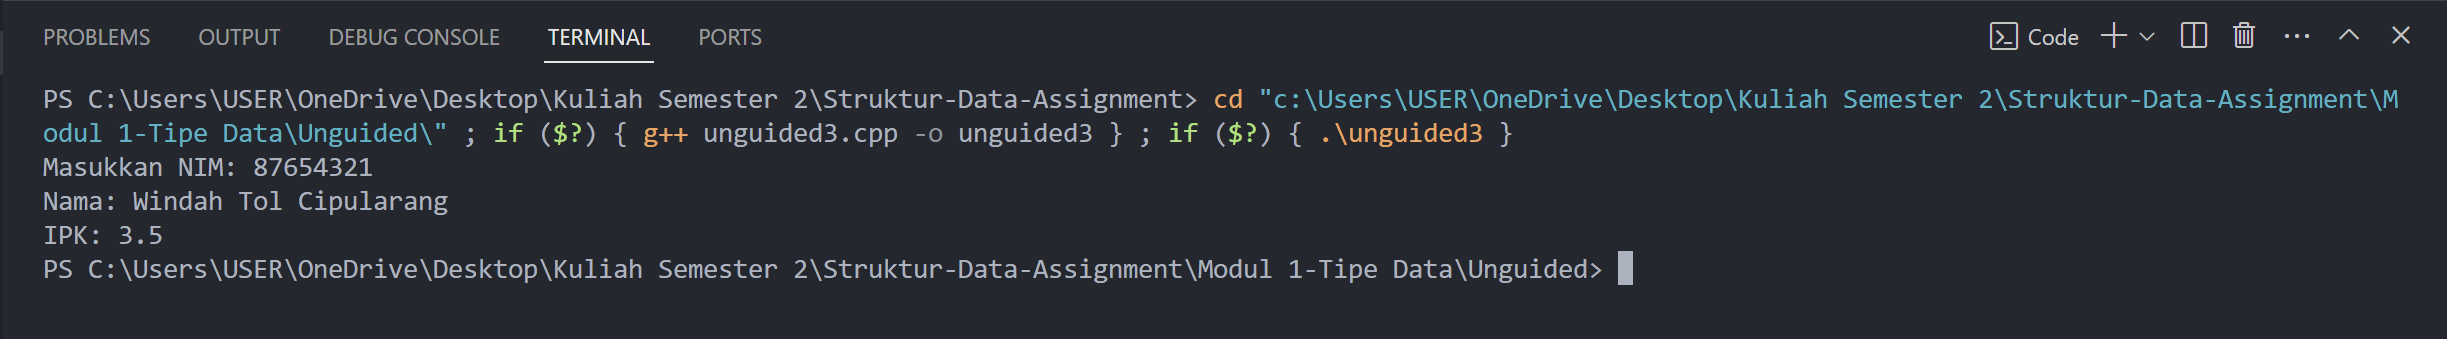 PROBLEMS OUTPUT DEBUG CONSOLE TERMINAL PORTS Code
PS C:\Users\USER\OneDrive\Desktop\Kuliah Semester 2\Struktur-Data-Assignment> cd "c:\Users\USER\OneDrive\Desktop\Kuliah Semester 2\Struktur-Data-Assignment\M
odul 1-Tipe Data\Unguided\" ; if ($?) { g++ unguided3.cpp -o unguided3 } ; if ($?) { .\unguided3 }
Masukkan NIM: 87654321
Nama: Windah Tol Cipularang
IPK: 3.5
PS C:\Users\USER\OneDrive\Desktop\Kuliah Semester 2\Struktur-Data-Assignment\Modul 1-Tipe Data\Unguided>